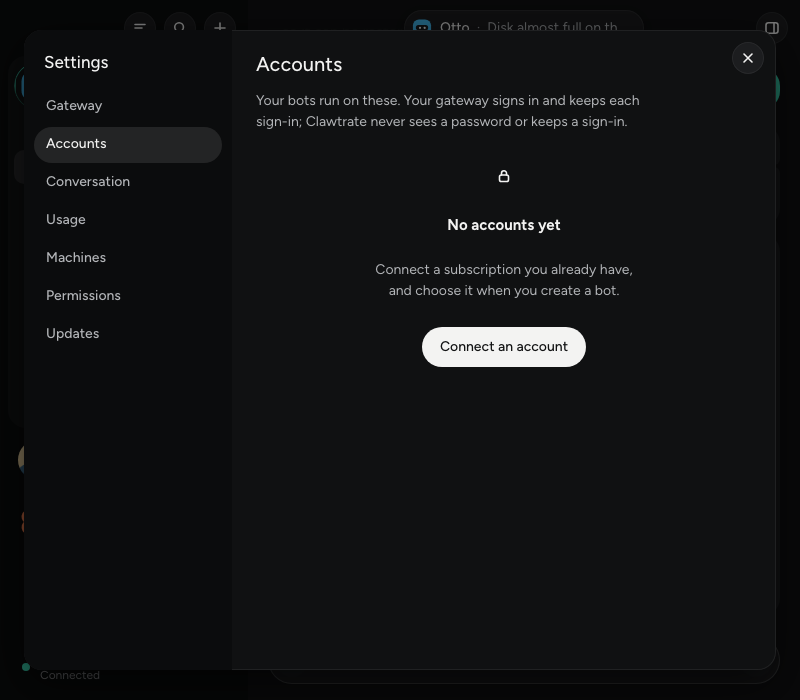 Otto · Disk almost full on th
Settings
Gateway
Accounts
Conversation
Usage
Machines
Permissions
Updates
Accounts
Your bots run on these. Your gateway signs in and keeps each
sign-in; Clawtrate never sees a password or keeps a sign-in.
No accounts yet
Connect a subscription you already have,
and choose it when you create a bot.
Connect an account
Connected